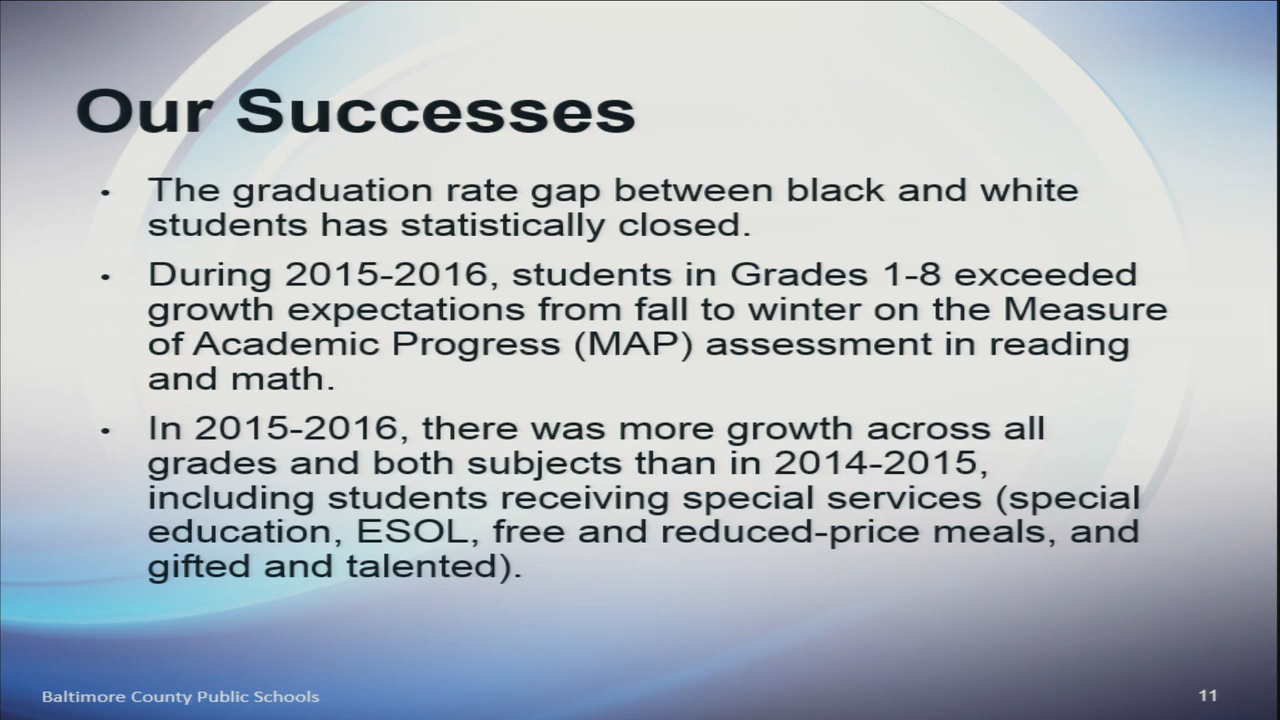 Our Successes
• The graduation rate gap between black and white
students has statistically closed.
• During 2015-2016, students in Grades 1-8 exceeded
growth expectations from fall to winter on the Measure
of Academic Progress (MAP) assessment in reading
and math.
• In 2015-2016, there was more growth across all
grades and both subjects than in 2014-2015,
including students receiving special services (special
education, ESOL, free and reduced-price meals, and
gifted and talented).
Baltimore County Public Schools
11